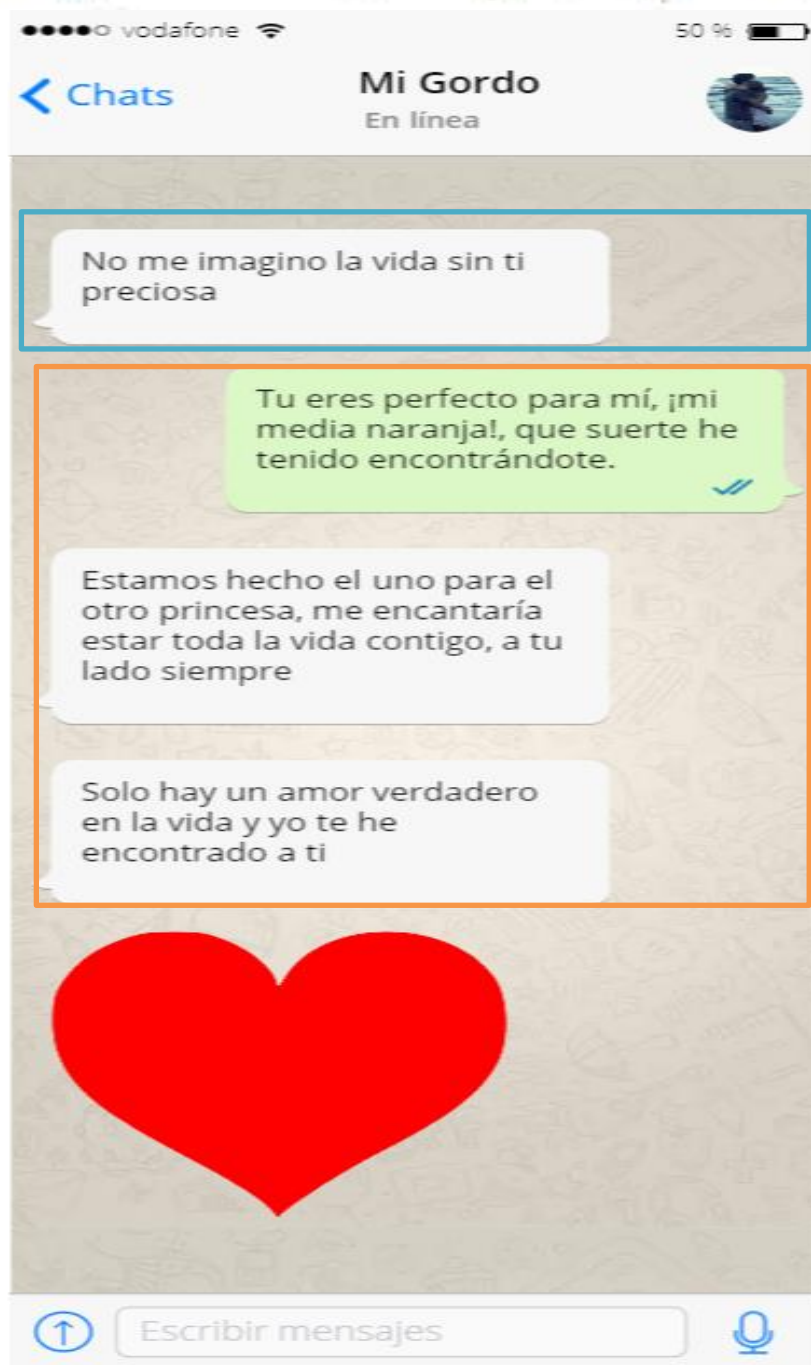 vodafone
50 %
Chats
Mi Gordo
En línea
No me imagino la vida sin ti
preciosa
Tu eres perfecto para mí, ¡mi
media naranja!, que suerte he
tenido encontrándote.
Estamos hecho el uno para el
otro princesa, me encantaría
estar toda la vida contigo, a tu
lado siempre
Solo hay un amor verdadero
en la vida y yo te he
encontrado a ti
Escribir mensajes